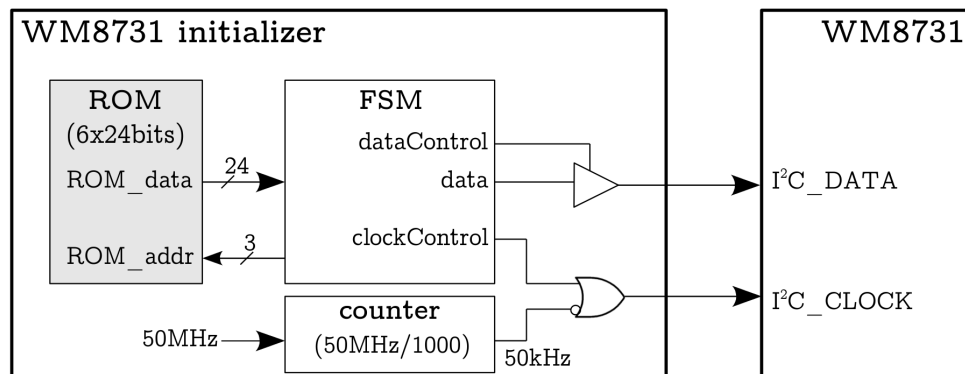 WM8731 initializer
WM8731
ROM
(6x24bits)
ROM_data
ROM_addr
24
3
FSM
dataControl
data
clockControl
counter
(50MHz/1000)
50MHz
50kHz
I²C_DATA
I²C_CLOCK